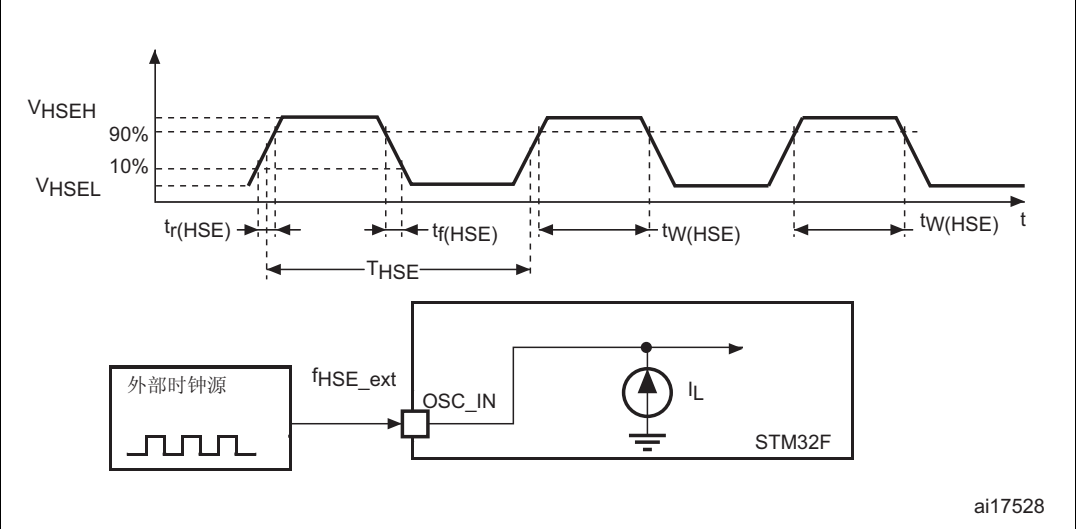 VHSEH
90%
10%
VHSEL
tr(HSE)
tf(HSE)
tW(HSE)
tW(HSE)
t
THSE
外部时钟源
fHSE_ext
OSC_IN
IL
STM32F
ai17528